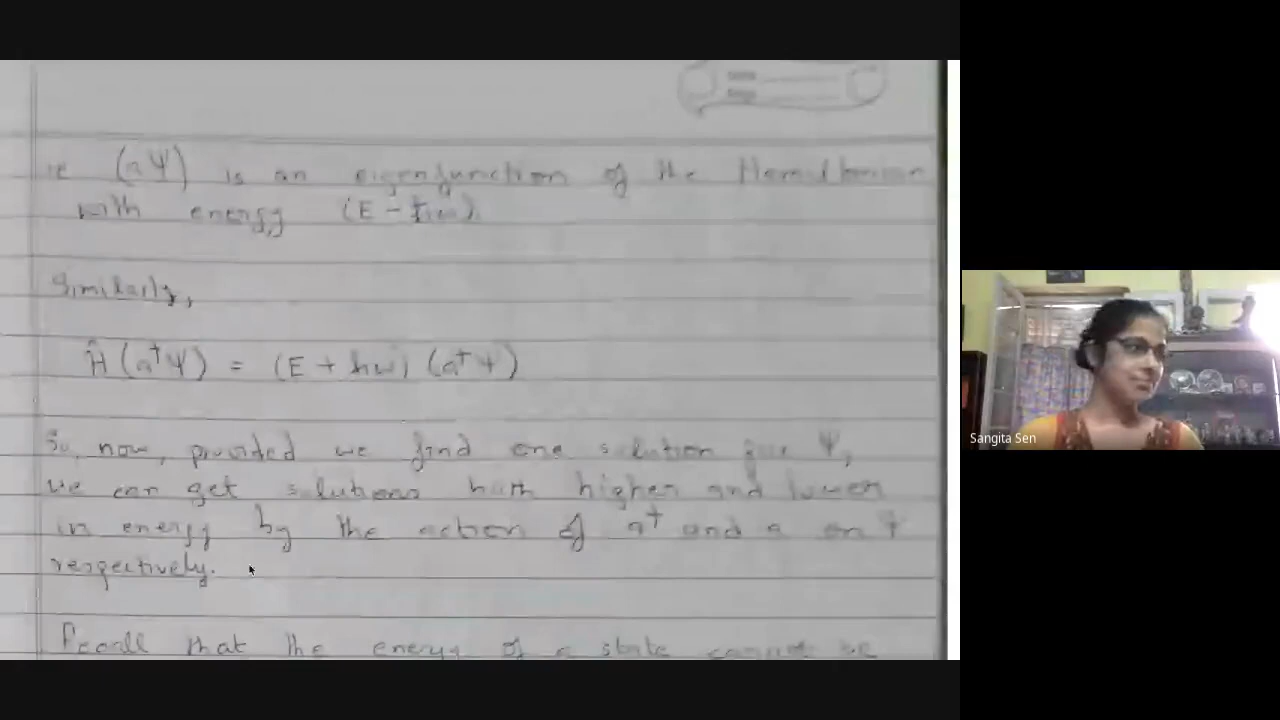 ie (aΨ) is an eigenfunction of the Hamiltonian
with energy (E - ħω).
Similarly,
Ĥ (a†Ψ) = (E + ħω) (a†Ψ)
So, now, provided we find one solution for Ψ,
we can get solutions both higher and lower
in energy by the action of a† and a on Ψ
respectively.
Recall that the energy of a state cannot be
Sangita Sen